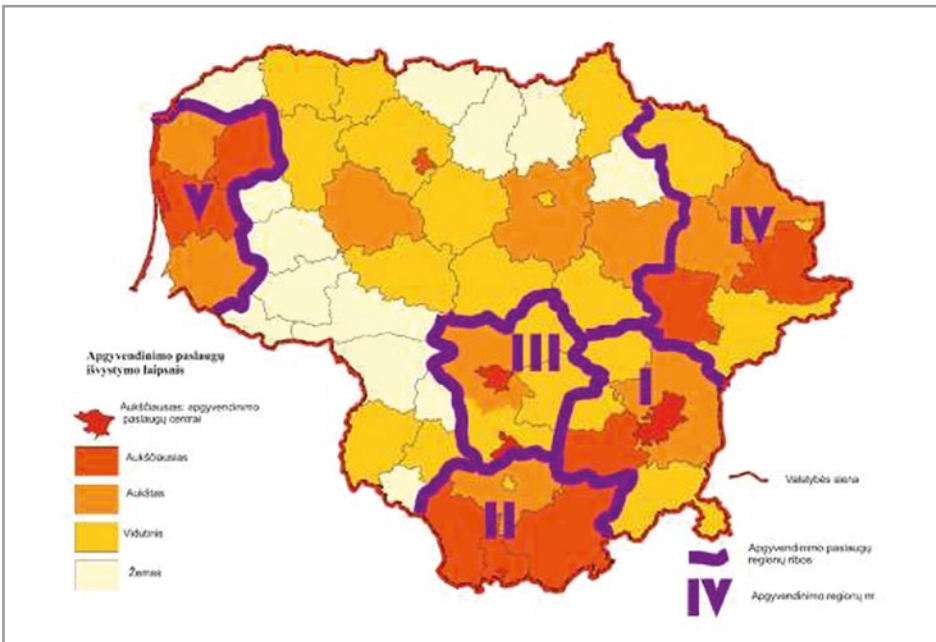 V
IV
III
I
II
Apgyvendinimo paslaugų
išvystymo laipsnis
Aukščiausias: apgyvendinimo
paslaugų centrai
Aukščiausias
Aukštas
Vidutinis
Žemas
Valstybės siena
Apgyvendinimo paslaugų
regionų ribos
IV
Apgyvendinimo regionų nr.